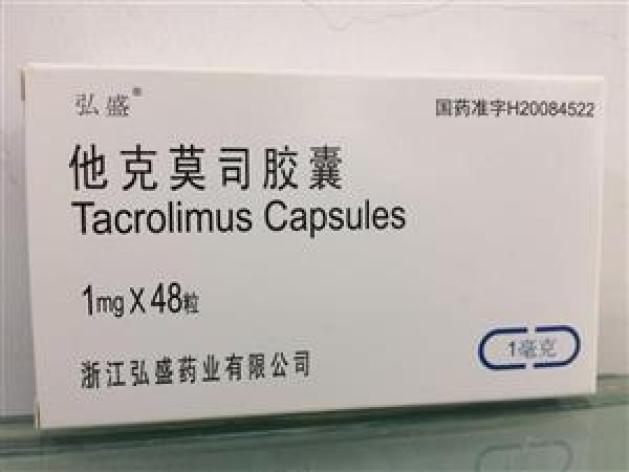 弘盛®
国药准字H20084522
他克莫司胶囊
Tacrolimus Capsules
1mg X 48粒
1毫克
浙江弘盛药业有限公司